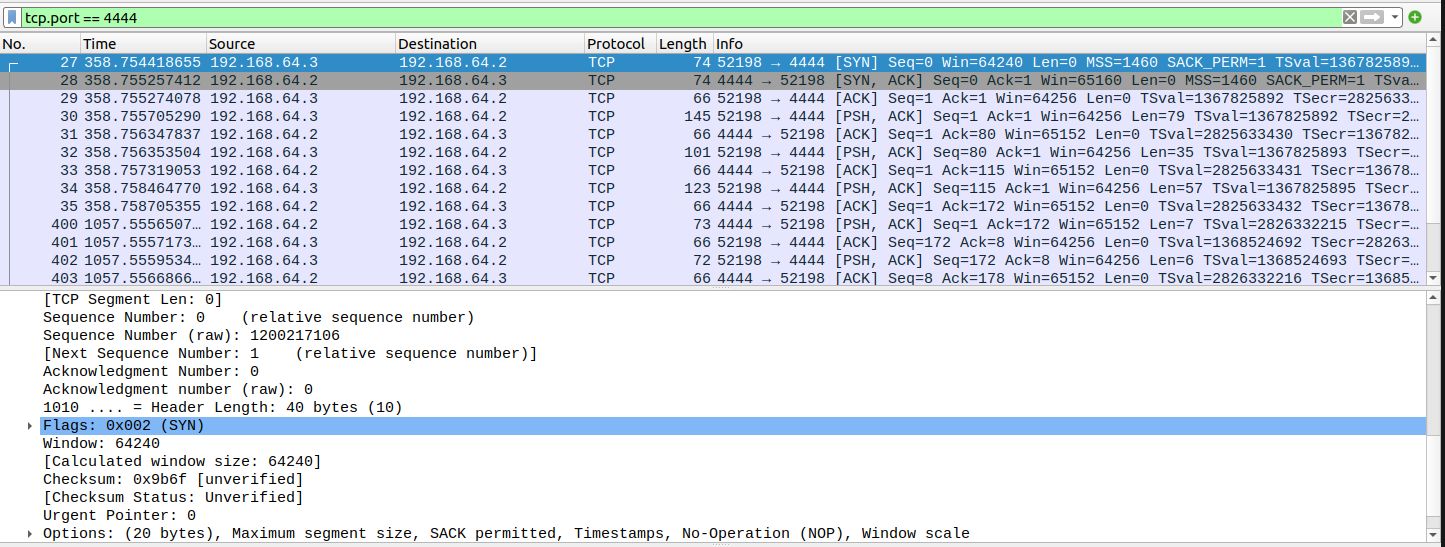 tcp.port == 4444
No. Time Source Destination Protocol Length Info
27 358.754418655 192.168.64.3 192.168.64.2 TCP 74 52198 → 4444 [SYN] Seq=0 Win=64240 Len=0 MSS=1460 SACK_PERM=1 TSval=136782589…
28 358.755257412 192.168.64.2 192.168.64.3 TCP 74 4444 → 52198 [SYN, ACK] Seq=0 Ack=1 Win=65160 Len=0 MSS=1460 SACK_PERM=1 TSva…
29 358.755274078 192.168.64.3 192.168.64.2 TCP 66 52198 → 4444 [ACK] Seq=1 Ack=1 Win=64256 Len=0 TSval=1367825892 TSecr=2825633…
30 358.755705290 192.168.64.3 192.168.64.2 TCP 145 52198 → 4444 [PSH, ACK] Seq=1 Ack=1 Win=64256 Len=79 TSval=1367825892 TSecr=2…
31 358.756347837 192.168.64.2 192.168.64.3 TCP 66 4444 → 52198 [ACK] Seq=1 Ack=80 Win=65152 Len=0 TSval=2825633430 TSecr=136782…
32 358.756353504 192.168.64.3 192.168.64.2 TCP 101 52198 → 4444 [PSH, ACK] Seq=80 Ack=1 Win=64256 Len=35 TSval=1367825893 TSecr=…
33 358.757319053 192.168.64.2 192.168.64.3 TCP 66 4444 → 52198 [ACK] Seq=1 Ack=115 Win=65152 Len=0 TSval=2825633431 TSecr=13678…
34 358.758464770 192.168.64.3 192.168.64.2 TCP 123 52198 → 4444 [PSH, ACK] Seq=115 Ack=1 Win=64256 Len=57 TSval=1367825895 TSecr…
35 358.758705355 192.168.64.2 192.168.64.3 TCP 66 4444 → 52198 [ACK] Seq=1 Ack=172 Win=65152 Len=0 TSval=2825633432 TSecr=13678…
400 1057.5556507… 192.168.64.2 192.168.64.3 TCP 73 4444 → 52198 [PSH, ACK] Seq=1 Ack=172 Win=65152 Len=7 TSval=2826332215 TSecr=…
401 1057.5557173… 192.168.64.3 192.168.64.2 TCP 66 52198 → 4444 [ACK] Seq=172 Ack=8 Win=64256 Len=0 TSval=1368524692 TSecr=28263…
402 1057.5559534… 192.168.64.3 192.168.64.2 TCP 72 52198 → 4444 [PSH, ACK] Seq=172 Ack=8 Win=64256 Len=6 TSval=1368524693 TSecr=…
403 1057.5566866… 192.168.64.2 192.168.64.3 TCP 66 4444 → 52198 [ACK] Seq=8 Ack=178 Win=65152 Len=0 TSval=2826332216 TSecr=13685…
[TCP Segment Len: 0]
Sequence Number: 0 (relative sequence number)
Sequence Number (raw): 1200217106
[Next Sequence Number: 1 (relative sequence number)]
Acknowledgment Number: 0
Acknowledgment number (raw): 0
1010 .... = Header Length: 40 bytes (10)
Flags: 0x002 (SYN)
Window: 64240
[Calculated window size: 64240]
Checksum: 0x9b6f [unverified]
[Checksum Status: Unverified]
Urgent Pointer: 0
Options: (20 bytes), Maximum segment size, SACK permitted, Timestamps, No-Operation (NOP), Window scale